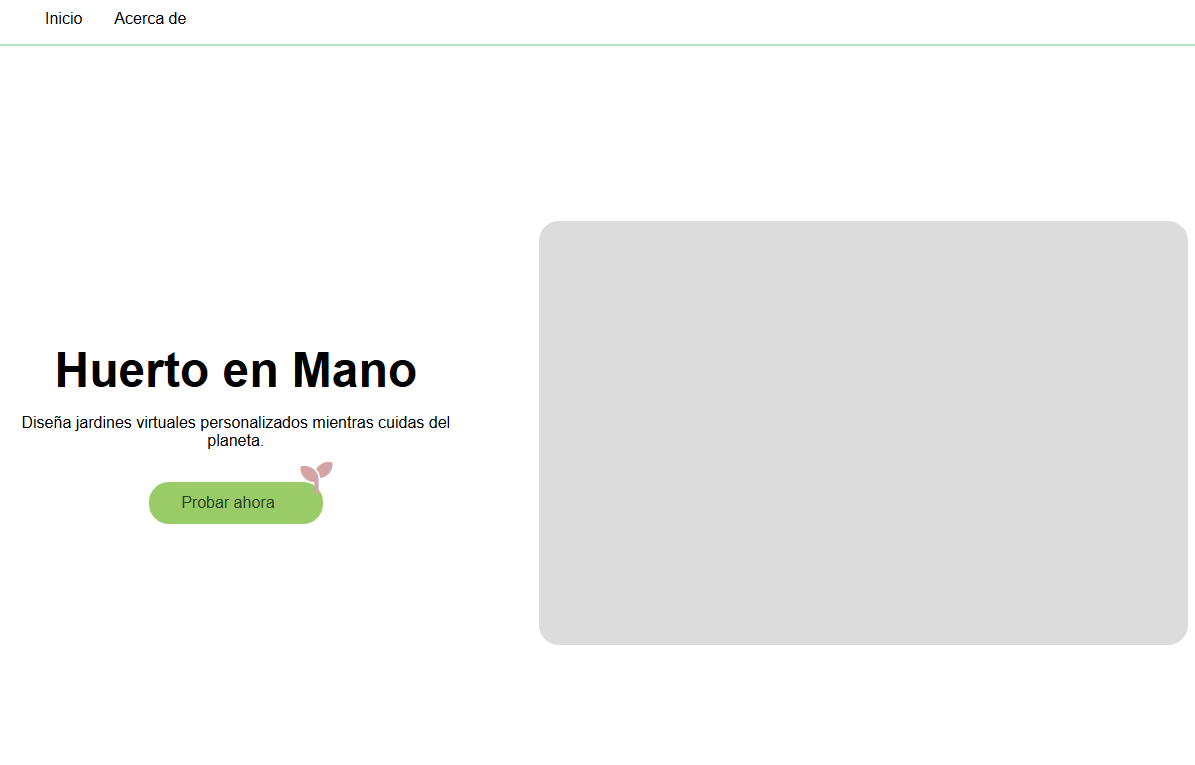 Inicio Acerca de
Huerto en Mano
Diseña jardines virtuales personalizados mientras cuidas del
planeta.
Probar ahora